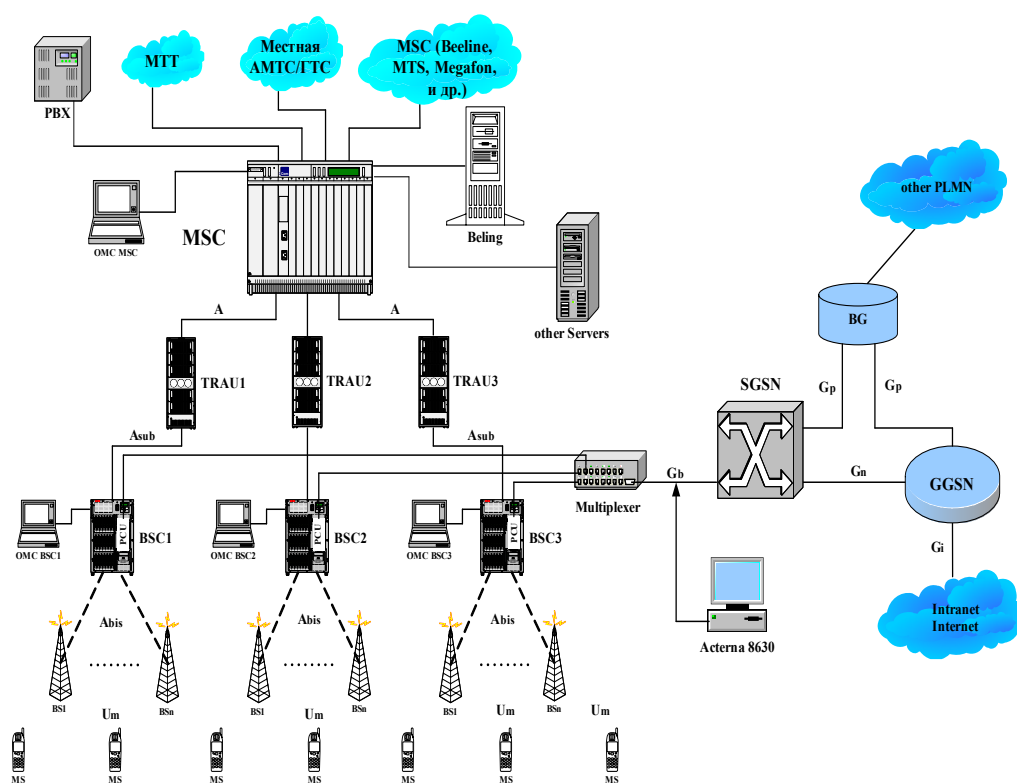 МТТ
Местная
АМТС/ГТС
MSC (Beeline,
MTS, Megafon,
и др.)
PBX
other PLMN
MSC
OMC MSC
Beling
BG
other Servers
A
A
TRAU1
TRAU2
TRAU3
SGSN
Gp
Gp
Asub
Asub
Gb
Gn
GGSN
Multiplexer
PCU
BSC1
PCU
BSC2
PCU
BSC3
OMC BSC1
OMC BSC2
OMC BSC3
Gi
Intranet
Internet
Abis
Abis
Abis
Acterna 8630
BS1
BSn
BS1
BSn
BS1
BSn
Um
Um
Um
Um
MS
MS
MS
MS
MS
MS
MS